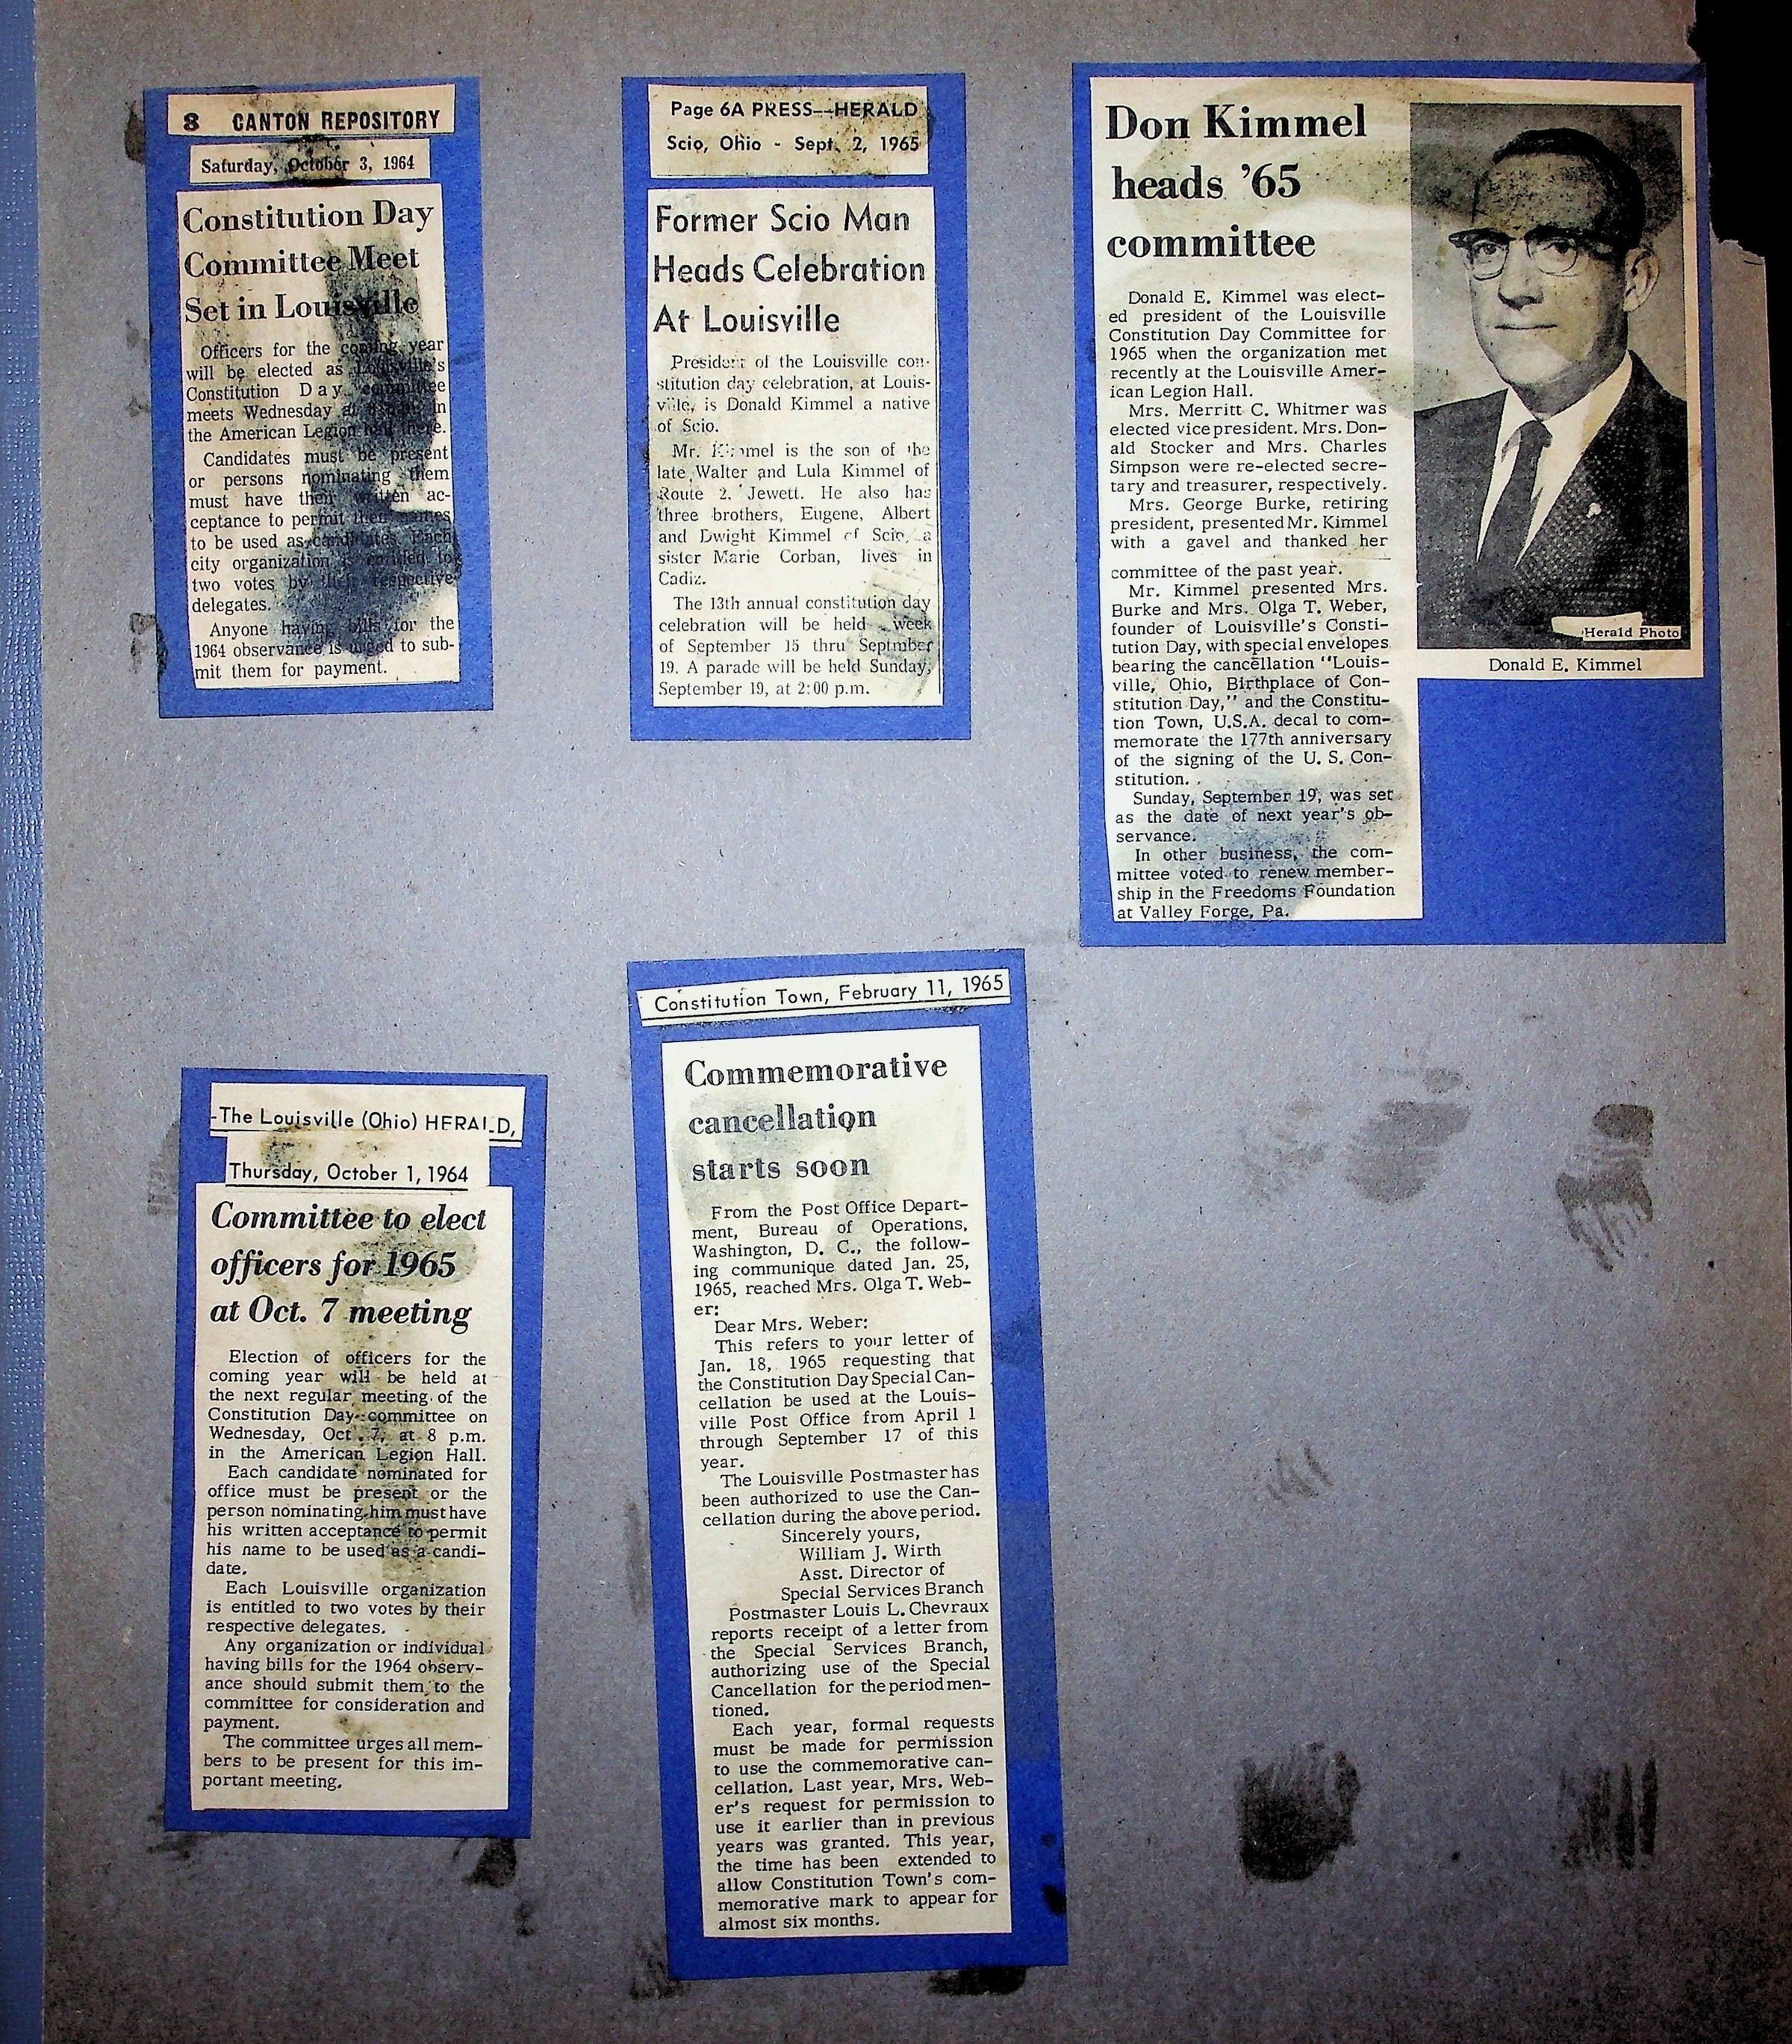 8 CANTON REPOSITORY
Saturday, October 3, 1964
Constitution Day
Committee Meet
Set in Louisville
Officers for the coming year
will be elected as Louisville's
Constitution Day committee
meets Wednesday at in
the American Legion hall there.
Candidates must be present
or persons nominating them
must have their written ac-
ceptance to permit their names
to be used as candidates. Each
city organization is entitled to
two votes by their respective
delegates.
Anyone having bills for the
1964 observance is urged to sub-
mit them for payment.
Page 6A PRESS—HERALD
Scio, Ohio - Sept. 2, 1965
Former Scio Man
Heads Celebration
At Louisville
President of the Louisville con-
stitution day celebration, at Louis-
ville, is Donald Kimmel a native
of Scio.
Mr. Kimmel is the son of the
late Walter and Lula Kimmel of
Route 2. Jewett. He also has
three brothers, Eugene, Albert
and Dwight Kimmel of Scio, a
sister Marie Corban, lives in
Cadiz.
The 13th annual constitution day
celebration will be held week
of September 15 thru Septmber
19. A parade will be held Sunday,
September 19, at 2:00 p.m.
Don Kimmel
heads '65
committee
Donald E. Kimmel was elect-
ed president of the Louisville
Constitution Day Committee for
1965 when the organization met
recently at the Louisville Amer-
ican Legion Hall.
Mrs. Merritt C. Whitmer was
elected vice president. Mrs. Don-
ald Stocker and Mrs. Charles
Simpson were re-elected secre-
tary and treasurer, respectively.
Mrs. George Burke, retiring
president, presented Mr. Kimmel
with a gavel and thanked her
committee of the past year.
Mr. Kimmel presented Mrs.
Burke and Mrs. Olga T. Weber,
founder of Louisville's Consti-
tution Day, with special envelopes
bearing the cancellation "Louis-
ville, Ohio, Birthplace of Con-
stitution Day," and the Constitu-
tion Town, U.S.A. decal to com-
memorate the 177th anniversary
of the signing of the U. S. Con-
stitution.
Sunday, September 19, was set
as the date of next year's ob-
servance.
In other business, the com-
mittee voted to renew member-
ship in the Freedoms Foundation
at Valley Forge, Pa.
Herald Photo
Donald E. Kimmel
-The Louisville (Ohio) HERALD,
Thursday, October 1, 1964
Committee to elect
officers for 1965
at Oct. 7 meeting
Election of officers for the
coming year will be held at
the next regular meeting of the
Constitution Day committee on
Wednesday, Oct. 7, at 8 p.m.
in the American Legion Hall.
Each candidate nominated for
office must be present or the
person nominating him must have
his written acceptance to permit
his name to be used as a candi-
date.
Each Louisville organization
is entitled to two votes by their
respective delegates.
Any organization or individual
having bills for the 1964 observ-
ance should submit them to the
committee for consideration and
payment.
The committee urges all mem-
bers to be present for this im-
portant meeting.
Constitution Town, February 11, 1965
Commemorative
cancellation
starts soon
From the Post Office Depart-
ment, Bureau of Operations,
Washington, D. C., the follow-
ing communique dated Jan. 25,
1965, reached Mrs. Olga T. Web-
er:
Dear Mrs. Weber:
This refers to your letter of
Jan. 18, 1965 requesting that
the Constitution Day Special Can-
cellation be used at the Louis-
ville Post Office from April 1
through September 17 of this
year.
The Louisville Postmaster has
been authorized to use the Can-
cellation during the above period.
Sincerely yours,
William J. Wirth
Asst. Director of
Special Services Branch
Postmaster Louis L. Chevraux
reports receipt of a letter from
the Special Services Branch,
authorizing use of the Special
Cancellation for the period men-
tioned.
Each year, formal requests
must be made for permission
to use the commemorative can-
cellation. Last year, Mrs. Web-
er's request for permission to
use it earlier than in previous
years was granted. This year,
the time has been extended to
allow Constitution Town's com-
memorative mark to appear for
almost six months.